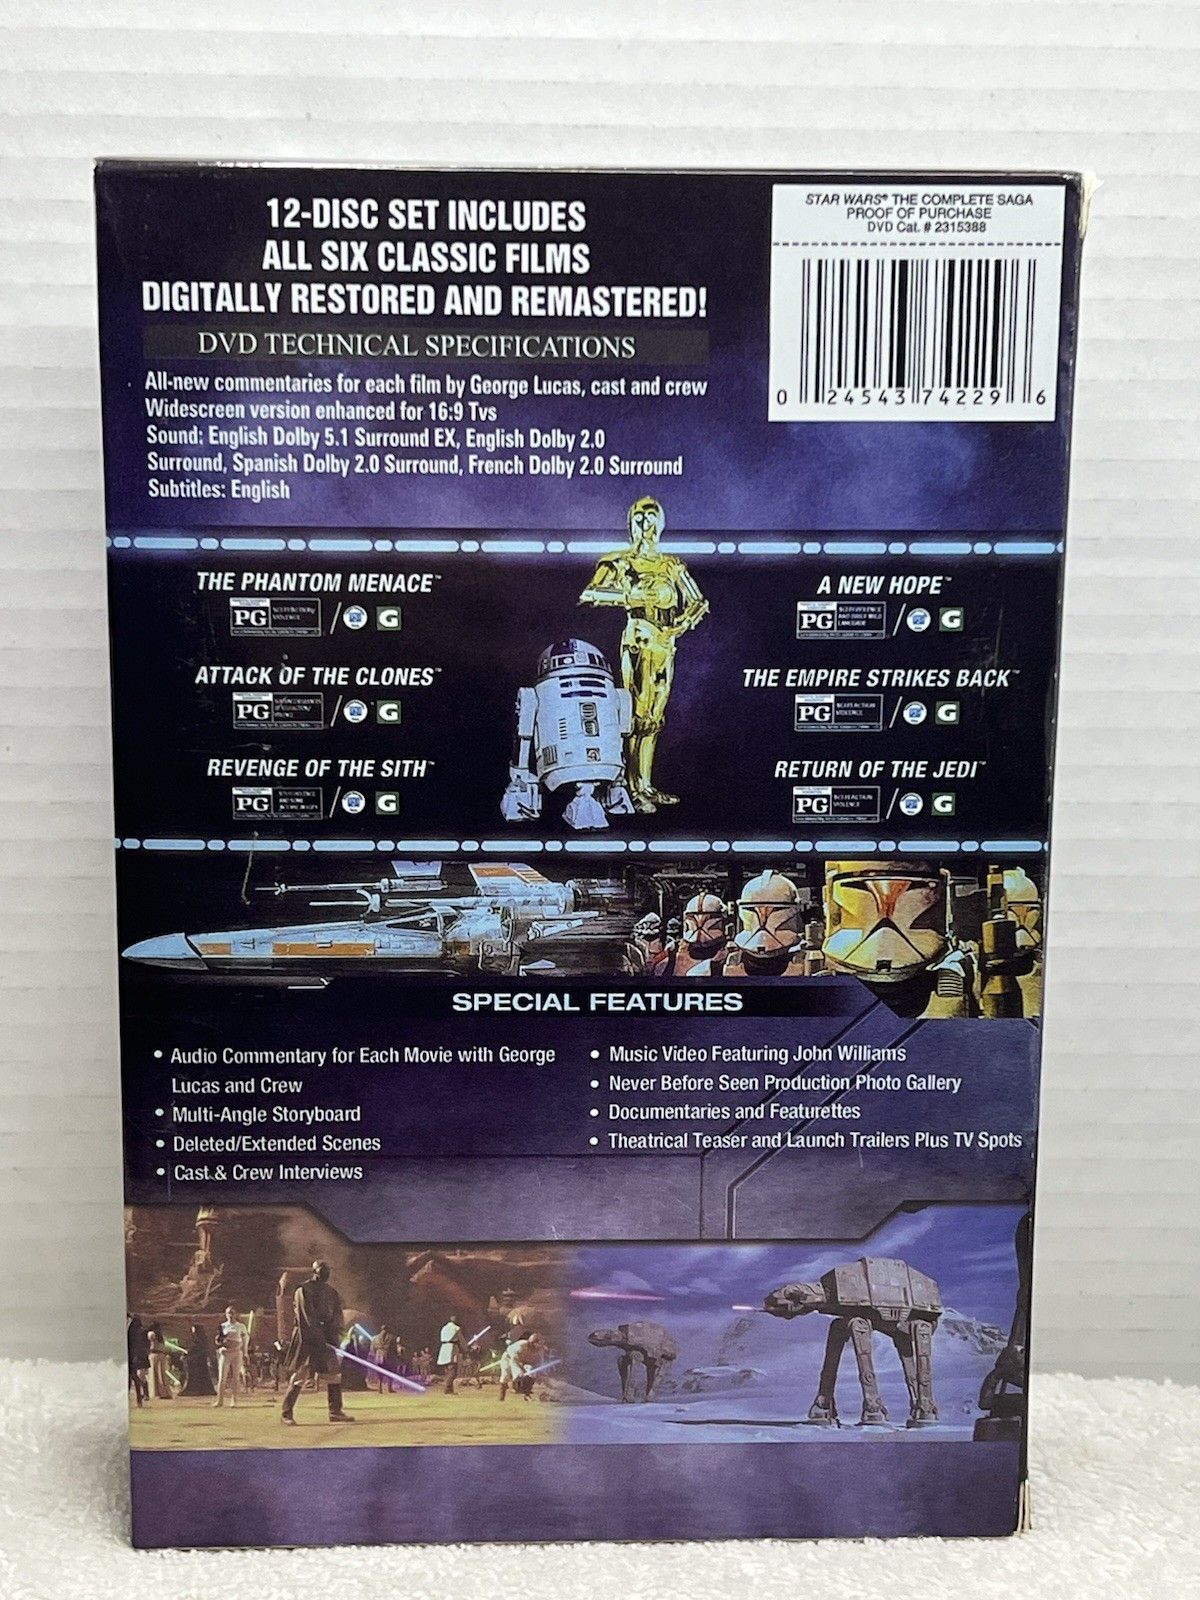 12-DISC SET INCLUDES
ALL SIX CLASSIC FILMS
DIGITALLY RESTORED AND REMASTERED!
DVD TECHNICAL SPECIFICATIONS
All-new commentaries for each film by George Lucas, cast and crew
Widescreen version enhanced for 16:9 Tvs
Sound: English Dolby 5.1 Surround EX, English Dolby 2.0
Surround, Spanish Dolby 2.0 Surround, French Dolby 2.0 Surround
Subtitles: English
STAR WARS® THE COMPLETE SAGA
PROOF OF PURCHASE
DVD Cat. # 2315388
0 24543 74229 6
THE PHANTOM MENACE™
PG / G
ATTACK OF THE CLONES™
PG / G
REVENGE OF THE SITH™
PG / G
A NEW HOPE™
PG / G
THE EMPIRE STRIKES BACK™
PG / G
RETURN OF THE JEDI™
PG / G
SPECIAL FEATURES
• Audio Commentary for Each Movie with George
Lucas and Crew
• Multi-Angle Storyboard
• Deleted/Extended Scenes
• Cast & Crew Interviews
• Music Video Featuring John Williams
• Never Before Seen Production Photo Gallery
• Documentaries and Featurettes
• Theatrical Teaser and Launch Trailers Plus TV Spots